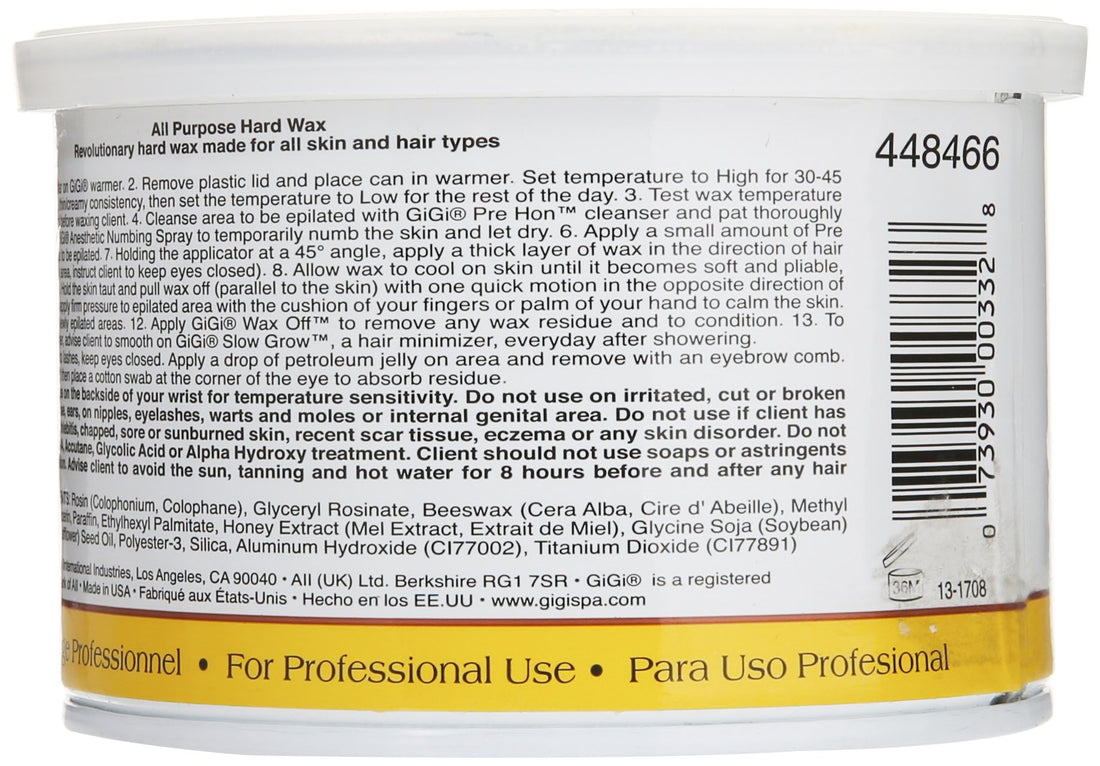 All Purpose Hard Wax
Revolutionary hard wax made for all skin and hair types
on GiGi® warmer. 2. Remove plastic lid and place can in warmer. Set temperature to High for 30-45
consistency, then set the temperature to Low for the rest of the day. 3. Test wax temperature
before waxing client. 4. Cleanse area to be epilated with GiGi® Pre Hon™ cleanser and pat thoroughly
GiGi® Anesthetic Numbing Spray to temporarily numb the skin and let dry. 6. Apply a small amount of Pre
to be epilated. 7. Holding the applicator at a 45° angle, apply a thick layer of wax in the direction of hair
area, instruct client to keep eyes closed). 8. Allow wax to cool on skin until it becomes soft and pliable,
Hold the skin taut and pull wax off (parallel to the skin) with one quick motion in the opposite direction of
apply firm pressure to epilated area with the cushion of your fingers or palm of your hand to calm the skin.
epilated areas. 12. Apply GiGi® Wax Off™ to remove any wax residue and to condition. 13. To
advise client to smooth on GiGi® Slow Grow™, a hair minimizer, everyday after showering.
lashes, keep eyes closed. Apply a drop of petroleum jelly on area and remove with an eyebrow comb.
then place a cotton swab at the corner of the eye to absorb residue.
on the backside of your wrist for temperature sensitivity. Do not use on irritated, cut or broken
ears, on nipples, eyelashes, warts and moles or internal genital area. Do not use if client has
chapped, sore or sunburned skin, recent scar tissue, eczema or any skin disorder. Do not
Accutane, Glycolic Acid or Alpha Hydroxy treatment. Client should not use soaps or astringents
Advise client to avoid the sun, tanning and hot water for 8 hours before and after any hair
Rosin (Colophonium, Colophane), Glyceryl Rosinate, Beeswax (Cera Alba, Cire d' Abeille), Methyl
Paraffin, Ethylhexyl Palmitate, Honey Extract (Mel Extract, Extrait de Miel), Glycine Soja (Soybean)
Seed Oil, Polyester-3, Silica, Aluminum Hydroxide (CI77002), Titanium Dioxide (CI77891)
International Industries, Los Angeles, CA 90040 • AII (UK) Ltd. Berkshire RG1 7SR • GiGi® is a registered
of AII • Made in USA • Fabriqué aux États-Unis • Hecho en los EE.UU • www.gigispa.com
Professionnel • For Professional Use • Para Uso Profesional
448466
0 73930 00332 8
36M
13-1708